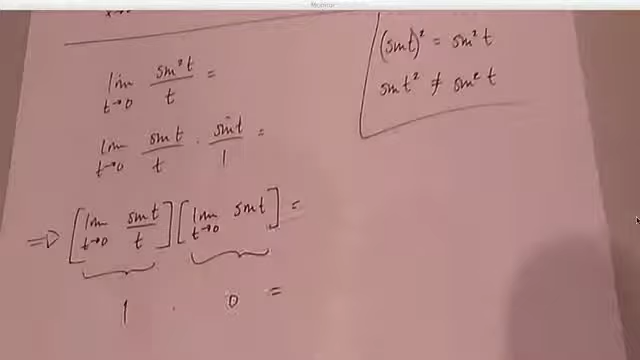 lim t→0 sin²t / t =
lim t→0 sin t / t · sin t / 1 =
⇒ [lim t→0 sin t / t] [lim t→0 sin t] =
1 · 0 =
(sin t)² = sin² t
sin t² ≠ sin² t